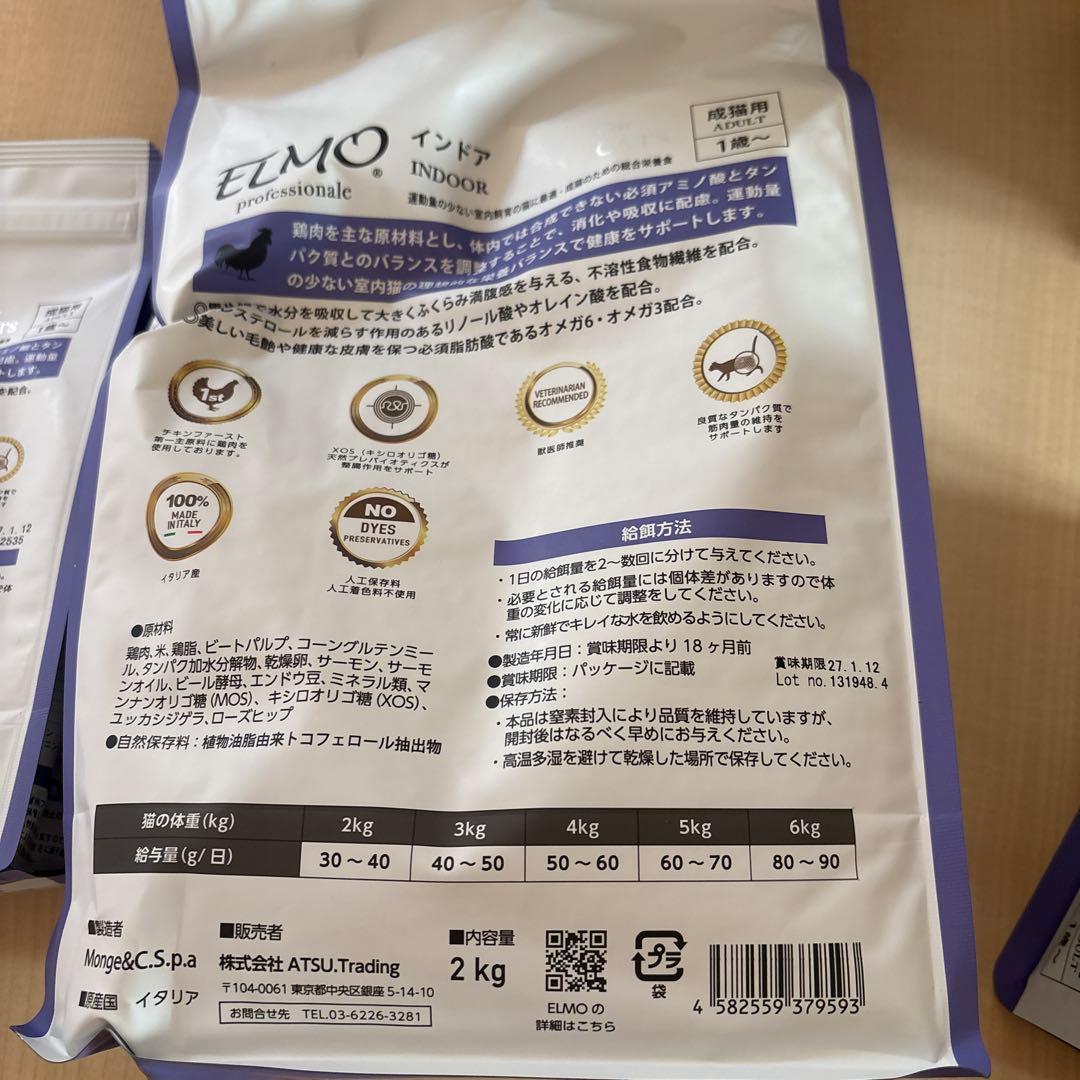 ELMO®
professionale
インドア
INDOOR
成猫用
ADULT
1歳〜
運動量の少ない室内飼育の猫に最適・成猫のための総合栄養食
鶏肉を主な原材料とし、体内では合成できない必須アミノ酸とタン
パク質とのバランスを調整することで、消化や吸収に配慮。運動量
の少ない室内猫の理想的な栄養バランスで健康をサポートします。
で水分を吸収して大きくふくらみ満腹感を与える、不溶性食物繊維を配合。
ステロールを減らす作用のあるリノール酸やオレイン酸を配合。
美しい毛艶や健康な皮膚を保つ必須脂肪酸であるオメガ6・オメガ3配合。
1st
チキンファースト
第一主原料に鶏肉を
使用しております。
XOS（キシロオリゴ糖）
天然プレバイオティクスが
整腸作用をサポート
VETERINARIAN
RECOMMENDED
獣医師推奨
良質なタンパク質で
筋肉量の維持を
サポートします
100%
MADE
IN ITALY
イタリア産
NO
DYES
PRESERVATIVES
人工保存料
人工着色料不使用
●原材料
鶏肉、米、鶏脂、ビートパルプ、コーングルテンミー
ル、タンパク加水分解物、乾燥卵、サーモン、サーモ
ンオイル、ビール酵母、エンドウ豆、ミネラル類、マ
ンナンオリゴ糖(MOS)、キシロオリゴ糖(XOS)、
ユッカシジゲラ、ローズヒップ
●自然保存料：植物油脂由来トコフェロール抽出物
給餌方法
・1日の給餌量を2〜数回に分けて与えてください。
・必要とされる給餌量には個体差がありますので体
重の変化に応じて調整をしてください。
・常に新鮮でキレイな水を飲めるようにしてください。
●製造年月日：賞味期限より18ヶ月前
●賞味期限：パッケージに記載
賞味期限27.1.12
Lot no.131948.4
●保存方法：
・本品は窒素封入により品質を維持していますが、
開封後はなるべく早めにお与えください。
・高温多湿を避けて乾燥した場所で保存してください。
猫の体重(kg) 2kg 3kg 4kg 5kg 6kg
給与量(g/日) 30〜40 40〜50 50〜60 60〜70 80〜90
■製造者
Monge&C.S.p.a
■原産国 イタリア
■販売者
株式会社 ATSU.Trading
〒104-0061 東京都中央区銀座 5-14-10
お問合せ先 TEL.03-6226-3281
■内容量
2 kg
ELMO の
詳細はこちら
プラ
袋
4 582559 379593
成猫用
1歳〜
ミノ酸とタン
配慮。運動量
トします。
を配合。
7.1.12
2535
1歳〜